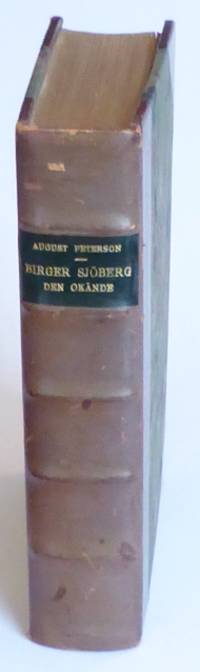 AUGUST PETERSON
BIRGER SJÖBERG
DEN OKÄNDE